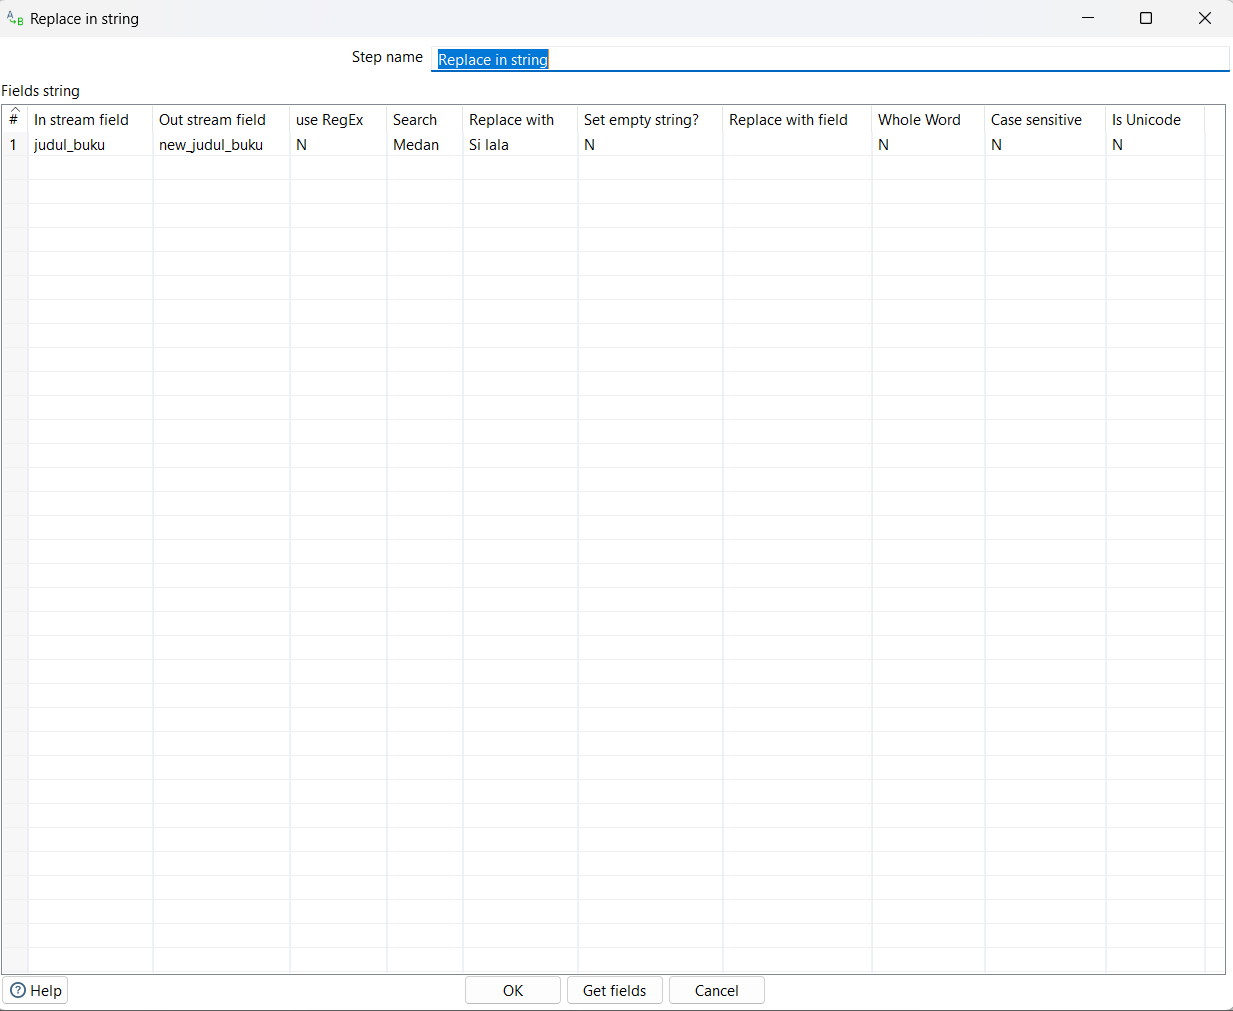 Replace in string
Step name Replace in string
Fields string
# In stream field Out stream field use RegEx Search Replace with Set empty string? Replace with field Whole Word Case sensitive Is Unicode
1 judul_buku new_judul_buku N Medan Si lala N N N N
Help OK Get fields Cancel